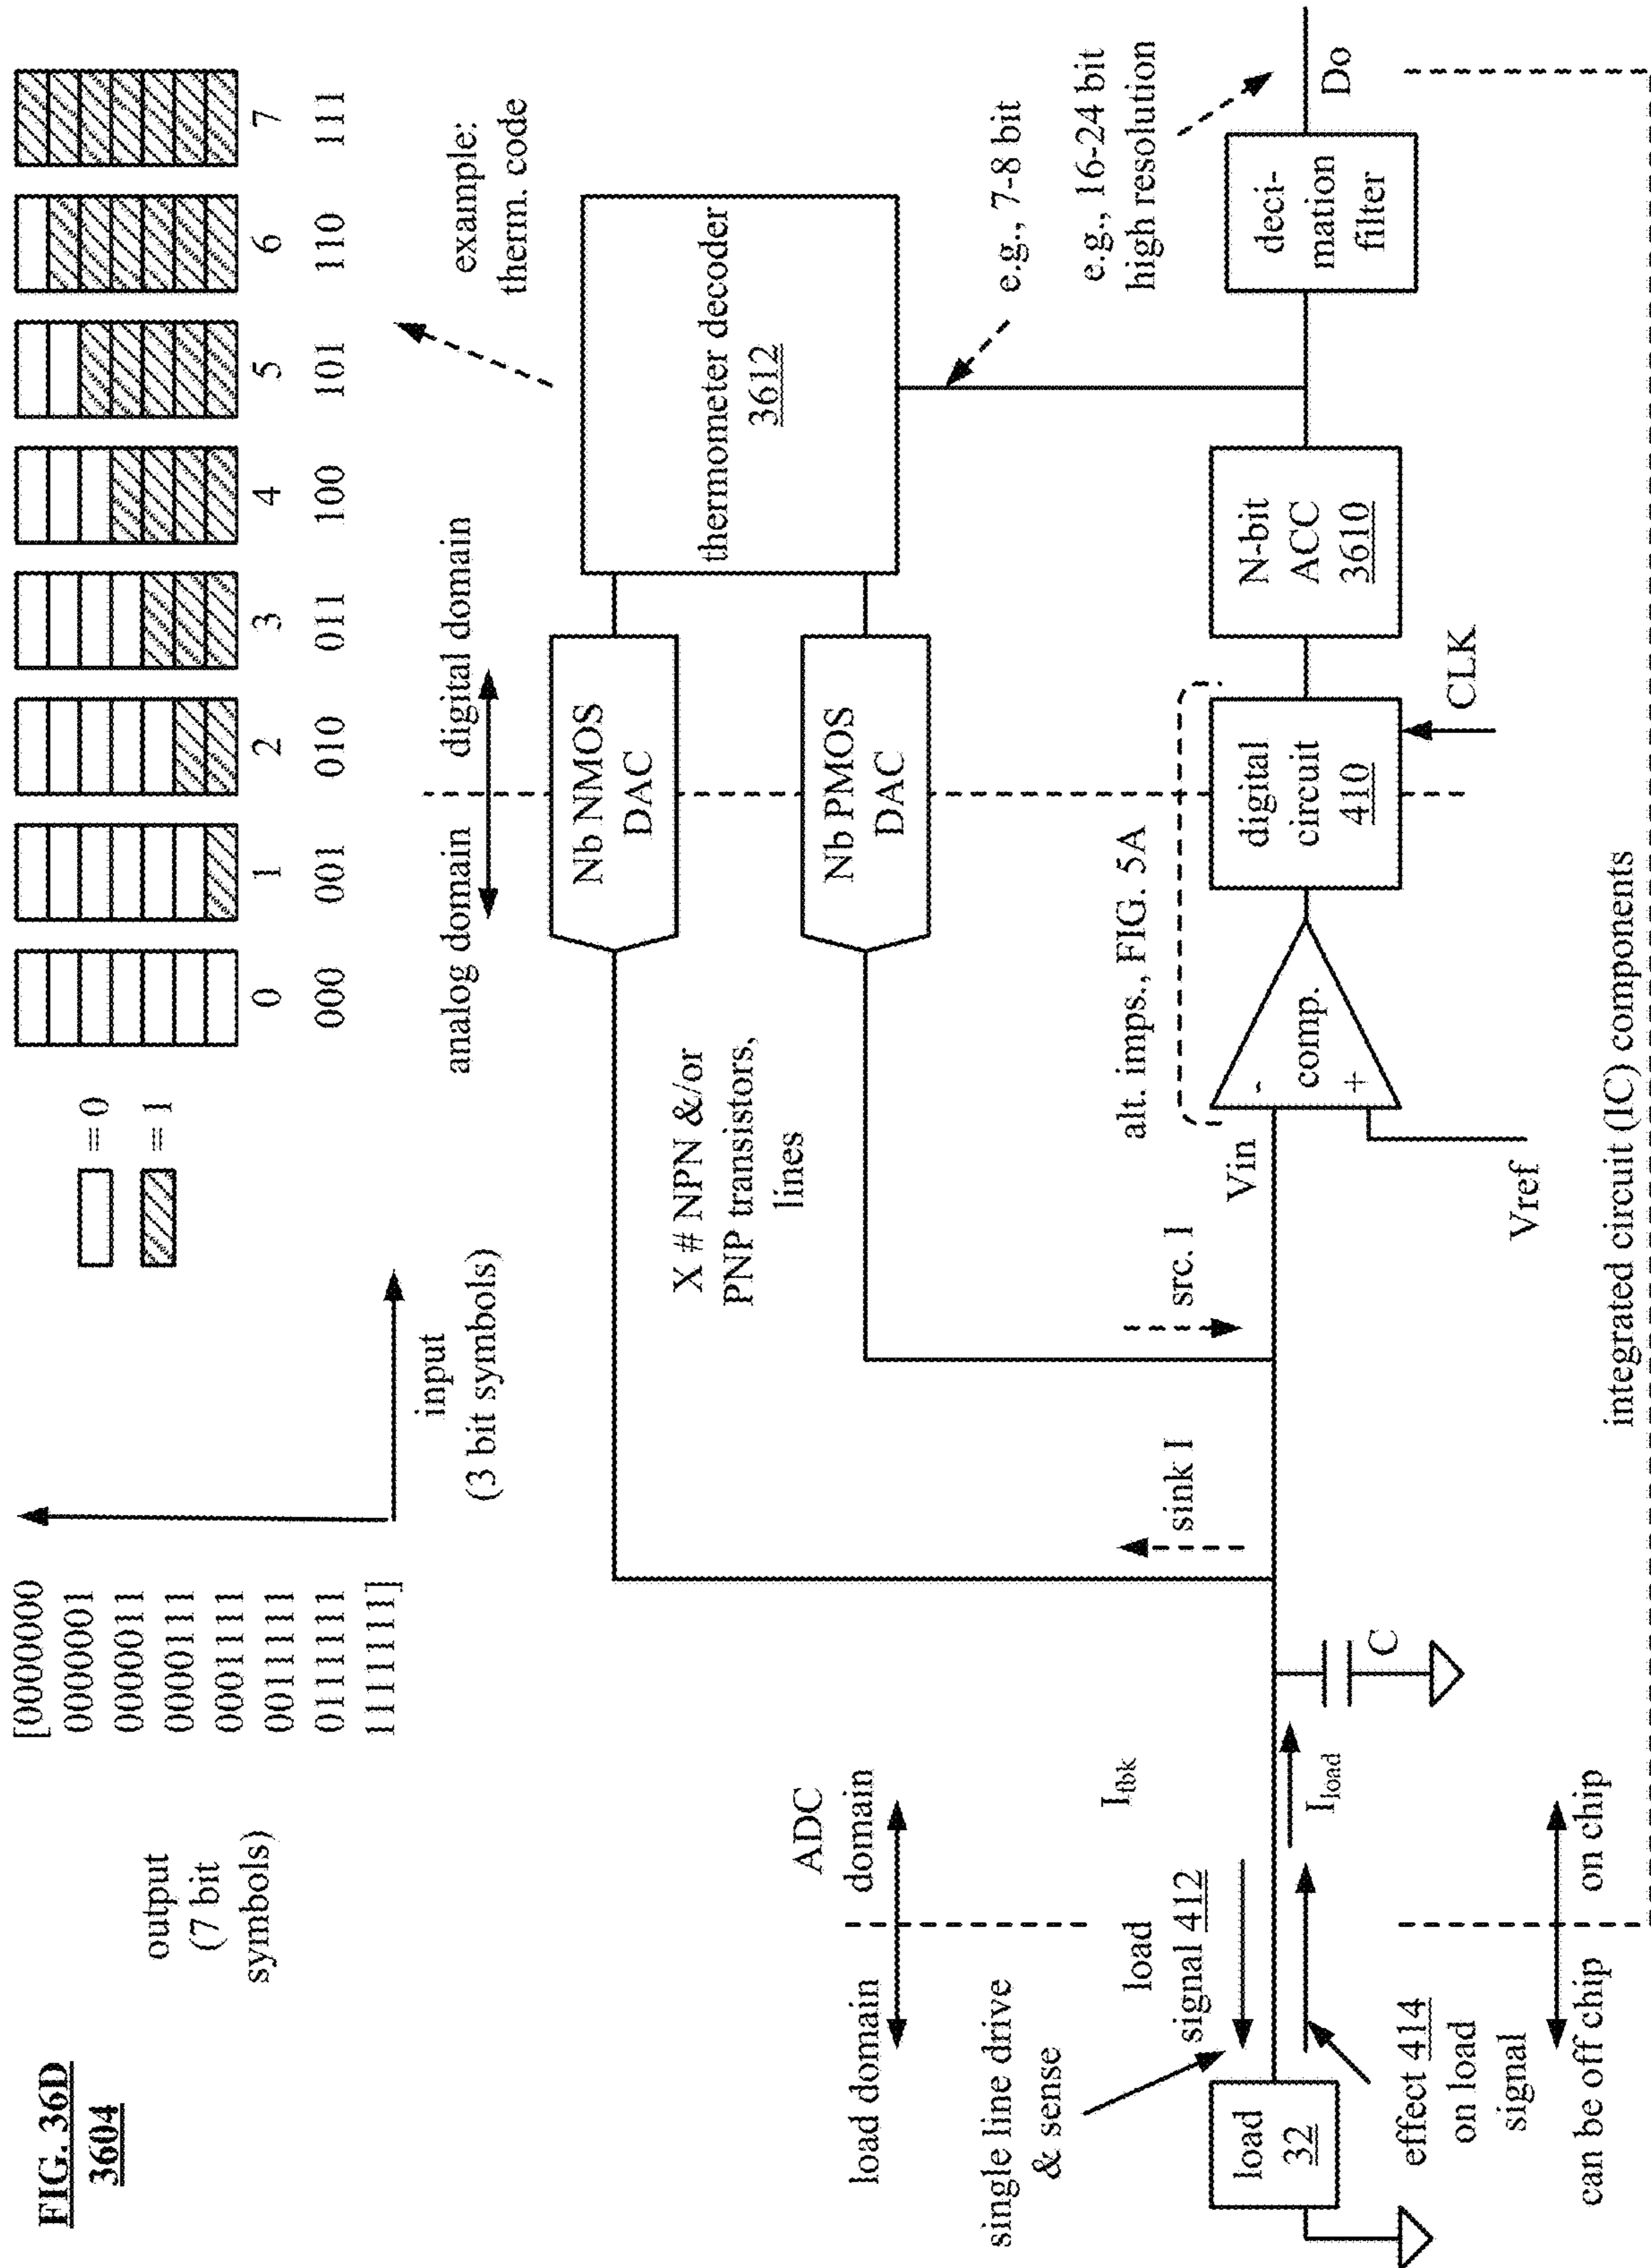 FIG. 36D
3604
output
(7 bit
symbols)
[0000000
0000001
0000011
0000111
0001111
0011111
0111111
1111111]
input
(3 bit symbols)
= 0
= 1
0 1 2 3 4 5 6 7
000 001 010 011 100 101 110 111
example:
therm. code
analog domain
digital domain
load domain
ADC
domain
X # NPN &/or
PNP transistors,
lines
Nb NMOS
DAC
Nb PMOS
DAC
thermometer decoder
3612
e.g., 7-8 bit
e.g., 16-24 bit
high resolution
single line drive
& sense
load
signal 412
Ifbk
sink I
src. I
alt. imps., FIG. 5A
load
32
effect 414
on load
signal
Iload
C
Vin
Vref
-
+
comp.
digital
circuit
410
CLK
N-bit
ACC
3610
deci-
mation
filter
Do
can be off chip
on chip
integrated circuit (IC) components